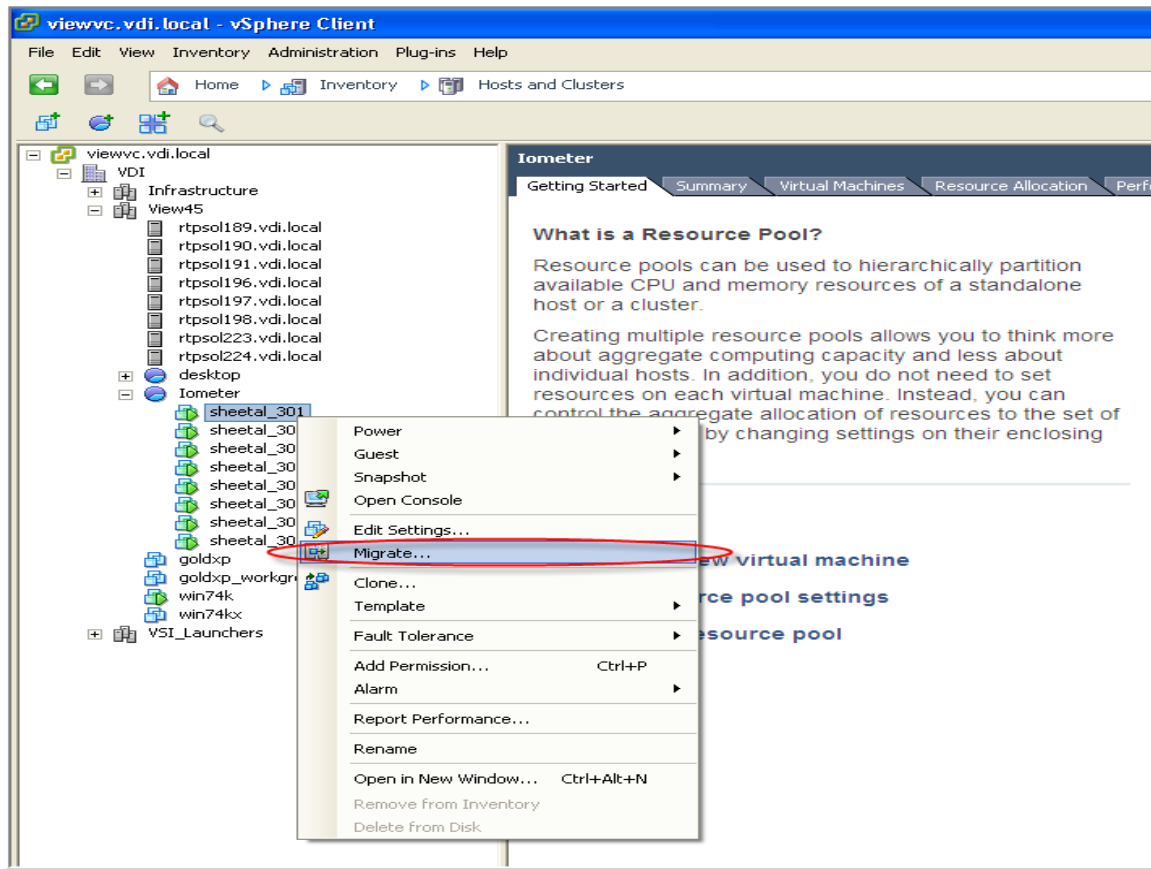 viewvc.vdi.local - vSphere Client
File Edit View Inventory Administration Plug-ins Help
Home Inventory Hosts and Clusters
viewvc.vdi.local
VDI
Infrastructure
View45
rtpsol189.vdi.local
rtpsol190.vdi.local
rtpsol191.vdi.local
rtpsol196.vdi.local
rtpsol197.vdi.local
rtpsol198.vdi.local
rtpsol223.vdi.local
rtpsol224.vdi.local
desktop
Iometer
sheetal_301
sheetal_30
sheetal_30
sheetal_30
sheetal_30
sheetal_30
sheetal_30
sheetal_30
goldxp
goldxp_workgr
win74k
win74kx
VSI_Launchers
Power
Guest
Snapshot
Open Console
Edit Settings...
Migrate...
Clone...
Template
Fault Tolerance
Add Permission... Ctrl+P
Alarm
Report Performance...
Rename
Open in New Window... Ctrl+Alt+N
Remove from Inventory
Delete from Disk
Iometer
Getting Started Summary Virtual Machines Resource Allocation Perf
What is a Resource Pool?
Resource pools can be used to hierarchically partition
available CPU and memory resources of a standalone
host or a cluster.
Creating multiple resource pools allows you to think more
about aggregate computing capacity and less about
individual hosts. In addition, you do not need to set
resources on each virtual machine. Instead, you can
control the aggregate allocation of resources to the set of
by changing settings on their enclosing
ew virtual machine
rce pool settings
esource pool